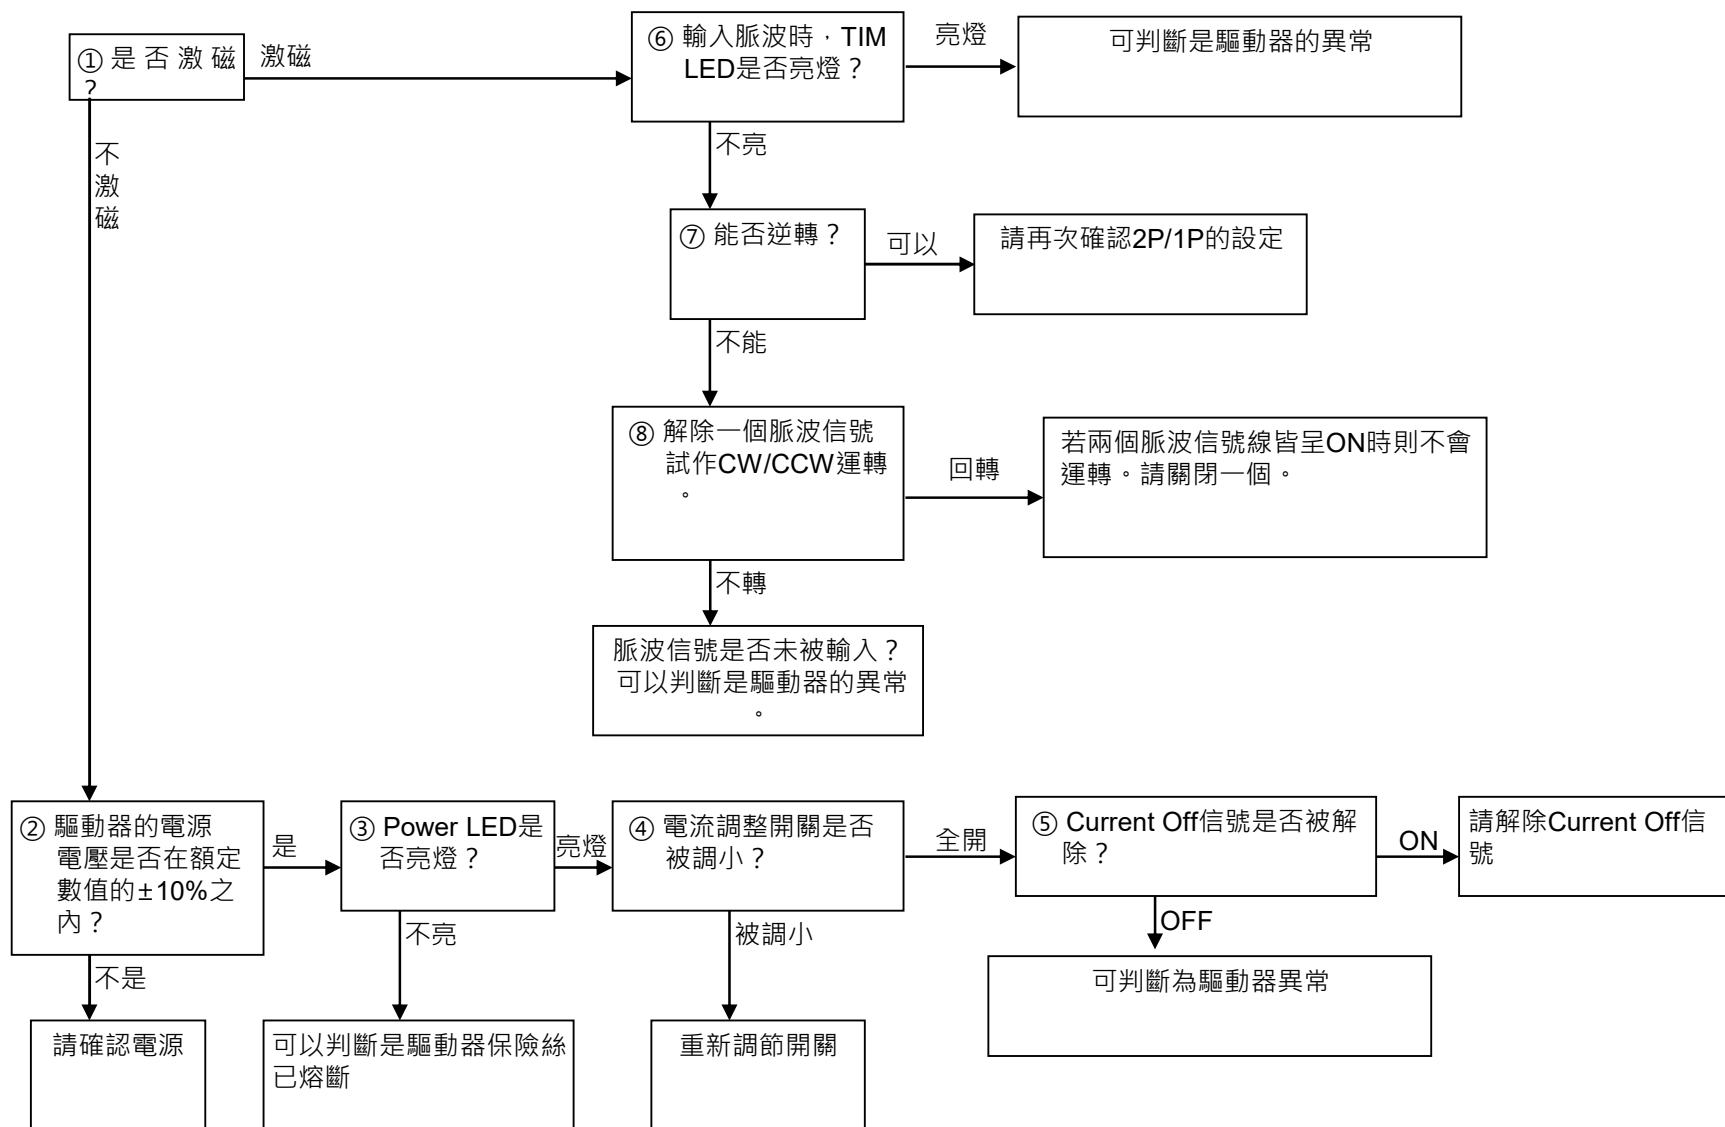 ① 是 否 激 磁
？
激磁
⑥ 輸入脈波時，TIM
LED是否亮燈？
亮燈
可判斷是驅動器的異常
不
激
磁
不亮
⑦ 能否逆轉？
可以
請再次確認2P/1P的設定
不能
⑧ 解除一個脈波信號
試作CW/CCW運轉
。
回轉
若兩個脈波信號線皆呈ON時則不會
運轉。請關閉一個。
不轉
脈波信號是否未被輸入？
可以判斷是驅動器的異常
。
② 驅動器的電源
電壓是否在額定
數值的±10%之
內？
是
③ Power LED是
否亮燈？
亮燈
④ 電流調整開關是否
被調小？
全開
⑤ Current Off信號是否被解
除？
ON
請解除Current Off信
號
不是
不亮
被調小
OFF
可判斷為驅動器異常
請確認電源
可以判斷是驅動器保險絲
已熔斷
重新調節開關